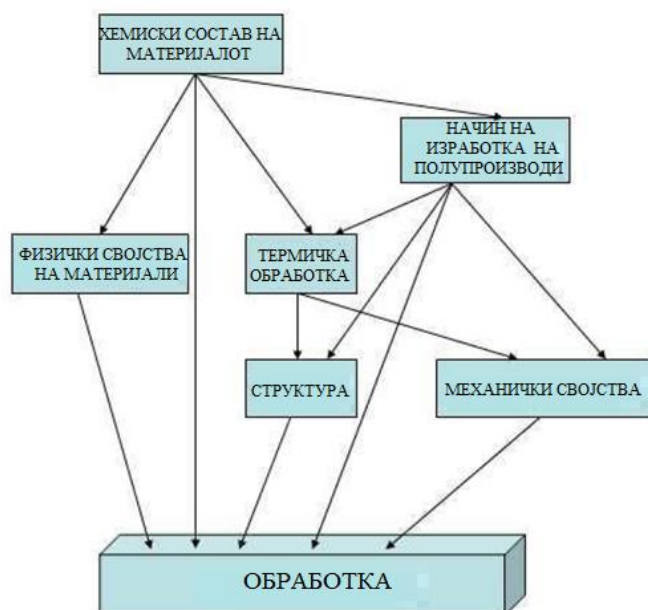 ХЕМИСКИ СОСТАВ НА
МАТЕРИЈАЛОТ
НАЧИН НА
ИЗРАБОТКА НА
ПОЛУПРОИЗВОДИ
ФИЗИЧКИ СВОЈСТВА
НА МАТЕРИЈАЛИ
ТЕРМИЧКА
ОБРАБОТКА
СТРУКТУРА
МЕХАНИЧКИ СВОЈСТВА
ОБРАБОТКА